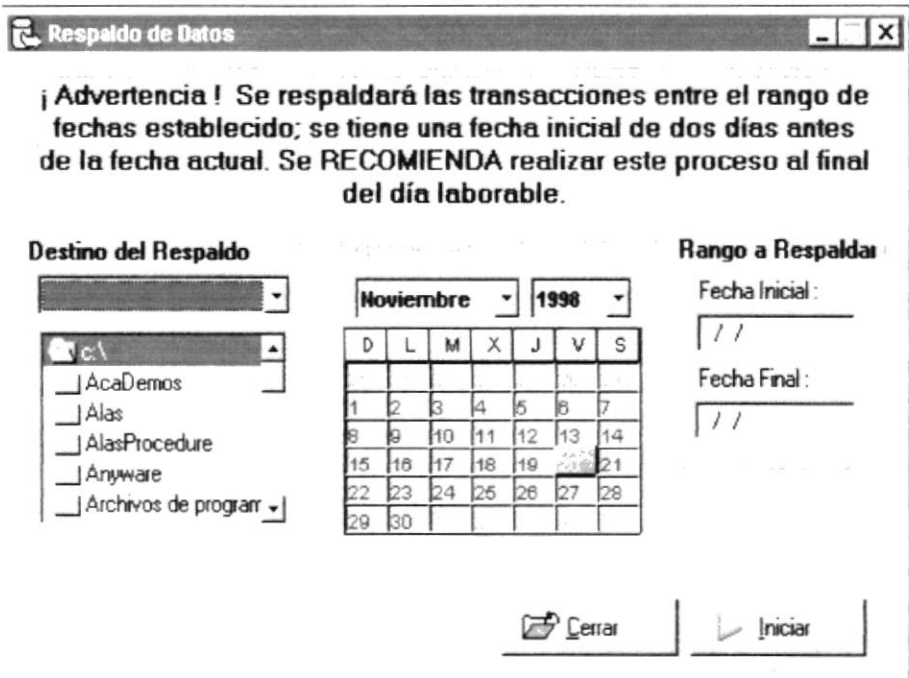 Respaldo de Datos
¡ Advertencia ! Se respaldará las transacciones entre el rango de
fechas establecido; se tiene una fecha inicial de dos días antes
de la fecha actual. Se RECOMIENDA realizar este proceso al final
del día laborable.
Destino del Respaldo
c:\
AcaDemos
Alas
AlasProcedure
Anyware
Archivos de program
Noviembre 1998
D L M X J V S
1 2 3 4 5 6 7
8 9 10 11 12 13 14
15 16 17 18 19 21
22 23 24 25 26 27 28
29 30
Rango a Respaldar
Fecha Inicial :
/ /
Fecha Final :
/ /
Cerrar
Iniciar